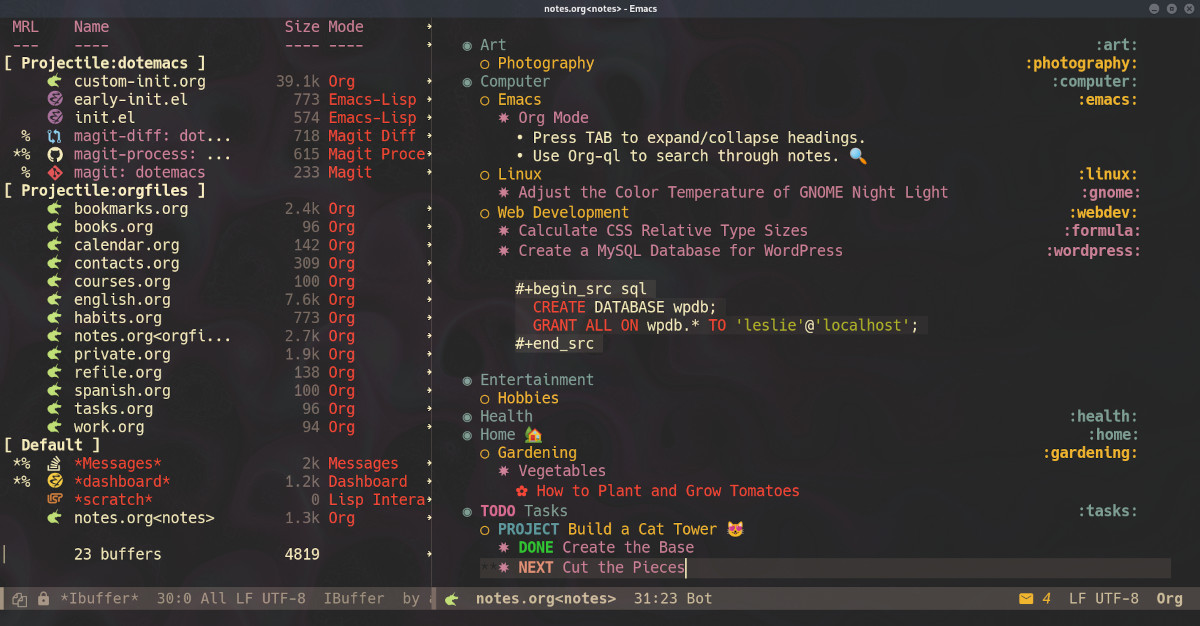 notes.org<notes> - Emacs
MRL Name Size Mode
--- ---- ---- ----
[ Projectile:dotemacs ]
custom-init.org 39.1k Org
early-init.el 773 Emacs-Lisp
init.el 574 Emacs-Lisp
% magit-diff: dot... 718 Magit Diff
*% magit-process: ... 615 Magit Proce
% magit: dotemacs 233 Magit
[ Projectile:orgfiles ]
bookmarks.org 2.4k Org
books.org 96 Org
calendar.org 142 Org
contacts.org 309 Org
courses.org 100 Org
english.org 7.6k Org
habits.org 773 Org
notes.org<orgfi... 2.7k Org
private.org 1.9k Org
refile.org 138 Org
spanish.org 100 Org
tasks.org 96 Org
work.org 94 Org
[ Default ]
*% *Messages* 2k Messages
*% *dashboard* 1.2k Dashboard
*scratch* 0 Lisp Intera
notes.org<notes> 1.3k Org
23 buffers 4819
*Ibuffer* 30:0 All LF UTF-8 IBuffer by
◉ Art :art:
○ Photography :photography:
◉ Computer :computer:
○ Emacs :emacs:
✸ Org Mode
• Press TAB to expand/collapse headings.
• Use Org-ql to search through notes. 🔍
○ Linux :linux:
✸ Adjust the Color Temperature of GNOME Night Light :gnome:
○ Web Development :webdev:
✸ Calculate CSS Relative Type Sizes :formula:
✸ Create a MySQL Database for WordPress :wordpress:
#+begin_src sql
CREATE DATABASE wpdb;
GRANT ALL ON wpdb.* TO 'leslie'@'localhost';
#+end_src
◉ Entertainment
○ Hobbies
◉ Health :health:
◉ Home 🏡 :home:
○ Gardening :gardening:
✸ Vegetables
✿ How to Plant and Grow Tomatoes
◉ TODO Tasks :tasks:
○ PROJECT Build a Cat Tower 😻
✸ DONE Create the Base
✸ NEXT Cut the Pieces
notes.org<notes> 31:23 Bot 4 LF UTF-8 Org